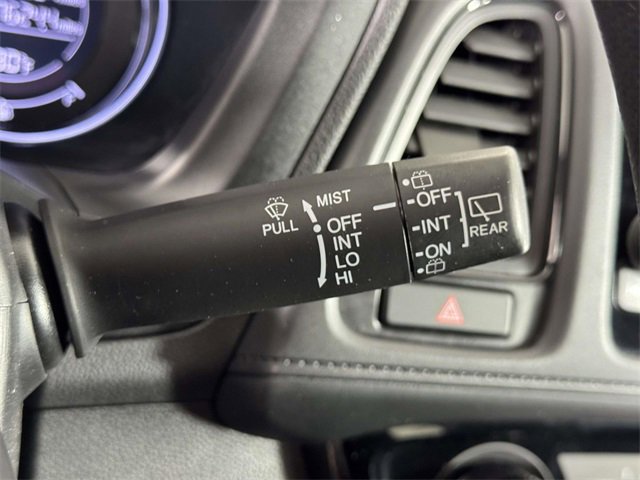 MIST
PULL
OFF
INT
LO
HI
-OFF
-INT
-ON
REAR